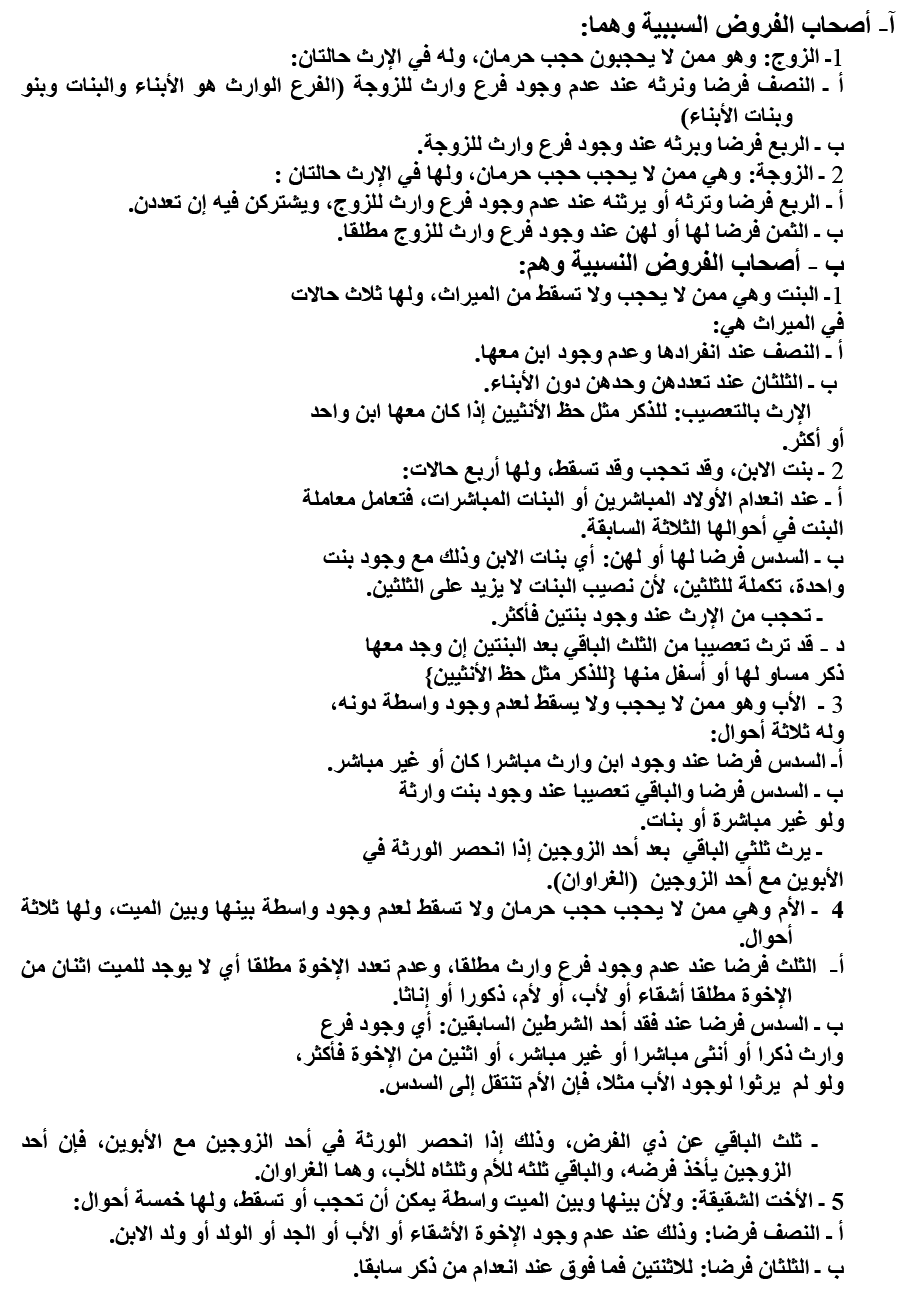 آ- أصحاب الفروض السببية وهما:
1ـ الزوج: وهو ممن لا يحجبون حجب حرمان، وله في الإرث حالتان:
أ ـ النصف فرضا ونرثه عند عدم وجود فرع وارث للزوجة (الفرع الوارث هو الأبناء والبنات وبنو
وبنات الأبناء)
ب ـ الربع فرضا وبرثه عند وجود فرع وارث للزوجة.
2 ـ الزوجة: وهي ممن لا يحجب حجب حرمان، ولها في الإرث حالتان :
أ ـ الربع فرضا وترثه أو يرثنه عند عدم وجود فرع وارث للزوج، ويشتركن فيه إن تعددن.
ب ـ الثمن فرضا لها أو لهن عند وجود فرع وارث للزوج مطلقا.
ب - أصحاب الفروض النسبية وهم:
1ـ البنت وهي ممن لا يحجب ولا تسقط من الميراث، ولها ثلاث حالات
في الميراث هي:
أ ـ النصف عند انفرادها وعدم وجود ابن معها.
ب ـ الثلثان عند تعددهن وحدهن دون الأبناء.
الإرث بالتعصيب: للذكر مثل حظ الأنثيين إذا كان معها ابن واحد
أو أكثر.
2 ـ بنت الابن، وقد تحجب وقد تسقط، ولها أربع حالات:
أ ـ عند انعدام الأولاد المباشرين أو البنات المباشرات، فتعامل معاملة
البنت في أحوالها الثلاثة السابقة.
ب ـ السدس فرضا لها أو لهن: أي بنات الابن وذلك مع وجود بنت
واحدة، تكملة للثلثين، لأن نصيب البنات لا يزيد على الثلثين.
ـ تحجب من الإرث عند وجود بنتين فأكثر.
د - قد ترث تعصيبا من الثلث الباقي بعد البنتين إن وجد معها
ذكر مساو لها أو أسفل منها {للذكر مثل حظ الأنثيين}
3 ـ الأب وهو ممن لا يحجب ولا يسقط لعدم وجود واسطة دونه،
وله ثلاثة أحوال:
أـ السدس فرضا عند وجود ابن وارث مباشرا كان أو غير مباشر.
ب ـ السدس فرضا والباقي تعصيبا عند وجود بنت وارثة
ولو غير مباشرة أو بنات.
ـ يرث ثلثي الباقي بعد أحد الزوجين إذا انحصر الورثة في
الأبوين مع أحد الزوجين (الغراوان).
4 ـ الأم وهي ممن لا يحجب حجب حرمان ولا تسقط لعدم وجود واسطة بينها وبين الميت، ولها ثلاثة
أحوال.
أ- الثلث فرضا عند عدم وجود فرع وارث مطلقا، وعدم تعدد الإخوة مطلقا أي لا يوجد للميت اثنان من
الإخوة مطلقا أشقاء أو لأب، أو لأم، ذكورا أو إناثا.
ب ـ السدس فرضا عند فقد أحد الشرطين السابقين: أي وجود فرع
وارث ذكرا أو أنثى مباشرا أو غير مباشر، أو اثنين من الإخوة فأكثر،
ولو لم يرثوا لوجود الأب مثلا، فإن الأم تنتقل إلى السدس.
ـ ثلث الباقي عن ذي الفرض، وذلك إذا انحصر الورثة في أحد الزوجين مع الأبوين، فإن أحد
الزوجين يأخذ فرضه، والباقي ثلثه للأم وثلثاه للأب، وهما الغراوان.
5 ـ الأخت الشقيقة: ولأن بينها وبين الميت واسطة يمكن أن تحجب أو تسقط، ولها خمسة أحوال:
أ ـ النصف فرضا: وذلك عند عدم وجود الإخوة الأشقاء أو الأب أو الجد أو الولد أو ولد الابن.
ب ـ الثلثان فرضا: للاثنتين فما فوق عند انعدام من ذكر سابقا.